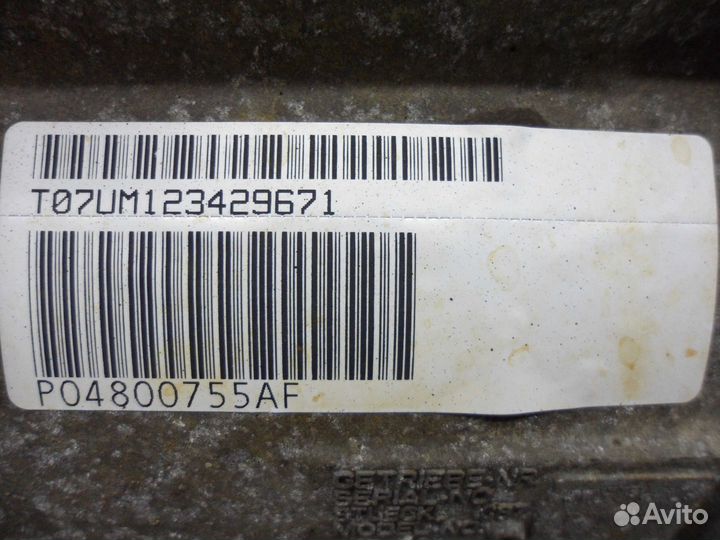 T07UM123429671
P04800755AF
GETRIEBE-NR
SERIAL-NO
Avito